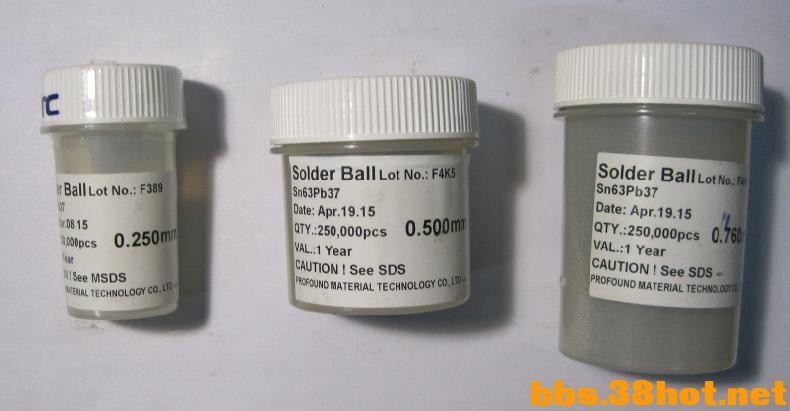 TC
er Ball Lot No.: F389
37
r.08.15
0,000pcs 0.250mm
ear
N ! See MSDS
MATERIAL TECHNOLOGY CO., LTD.
Solder Ball Lot No.: F4K5
Sn63Pb37
Date: Apr.19.15
QTY.:250,000pcs 0.500mm
VAL.:1 Year
CAUTION ! See SDS
PROFOUND MATERIAL TECHNOLOGY CO., LTD
Solder Ball Lot No.: F4
Sn63Pb37
Date: Apr.19.15
QTY.:250,000pcs 0.760
VAL.:1 Year
CAUTION ! See SDS
PROFOUND MATERIAL TECHNOLOGY CO.
bbs.38hot.net